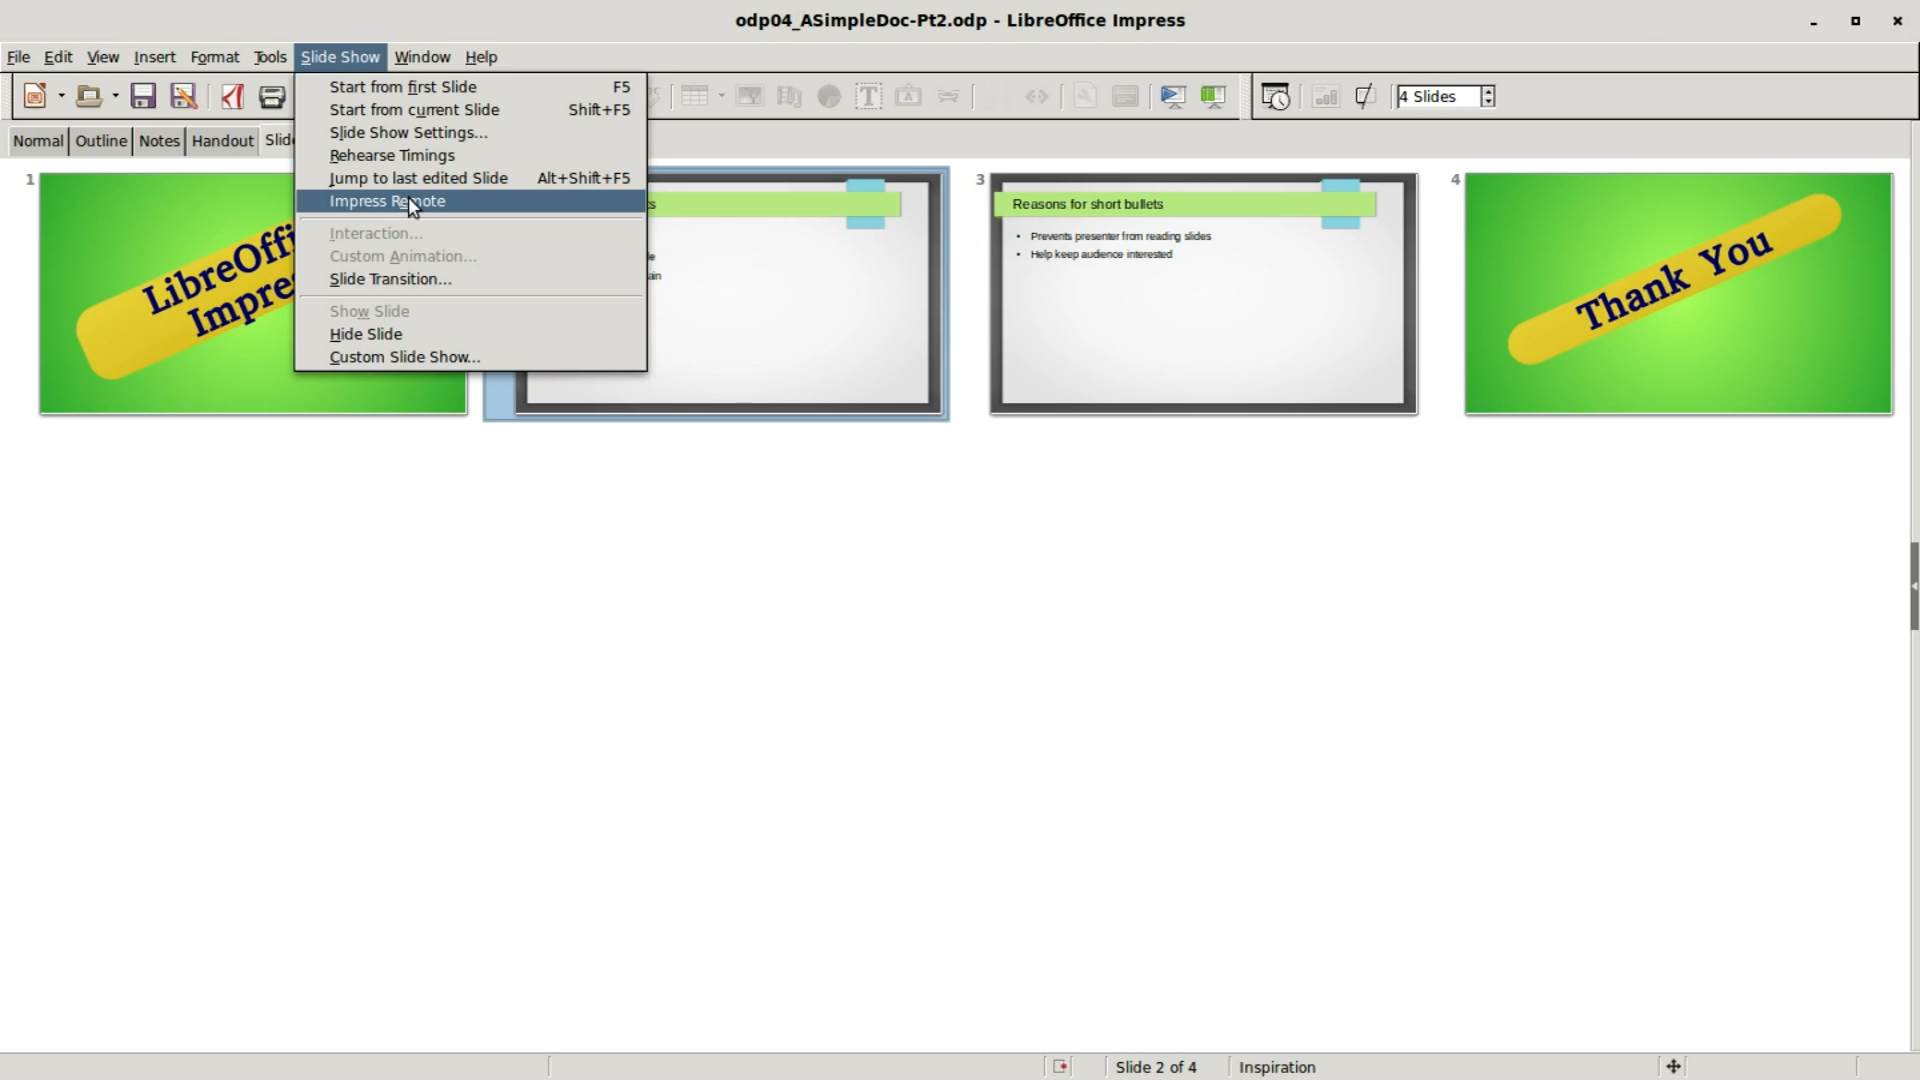 odp04_ASimpleDoc-Pt2.odp - LibreOffice Impress
File Edit View Insert Format Tools Slide Show Window Help
Start from first Slide F5
Start from current Slide Shift+F5
Slide Show Settings...
Rehearse Timings
Jump to last edited Slide Alt+Shift+F5
Impress Remote
Interaction...
Custom Animation...
Slide Transition...
Show Slide
Hide Slide
Custom Slide Show...
4 Slides
Normal Outline Notes Handout Slide
1
3
Reasons for short bullets
• Prevents presenter from reading slides
• Help keep audience interested
4
Thank You
Slide 2 of 4 Inspiration